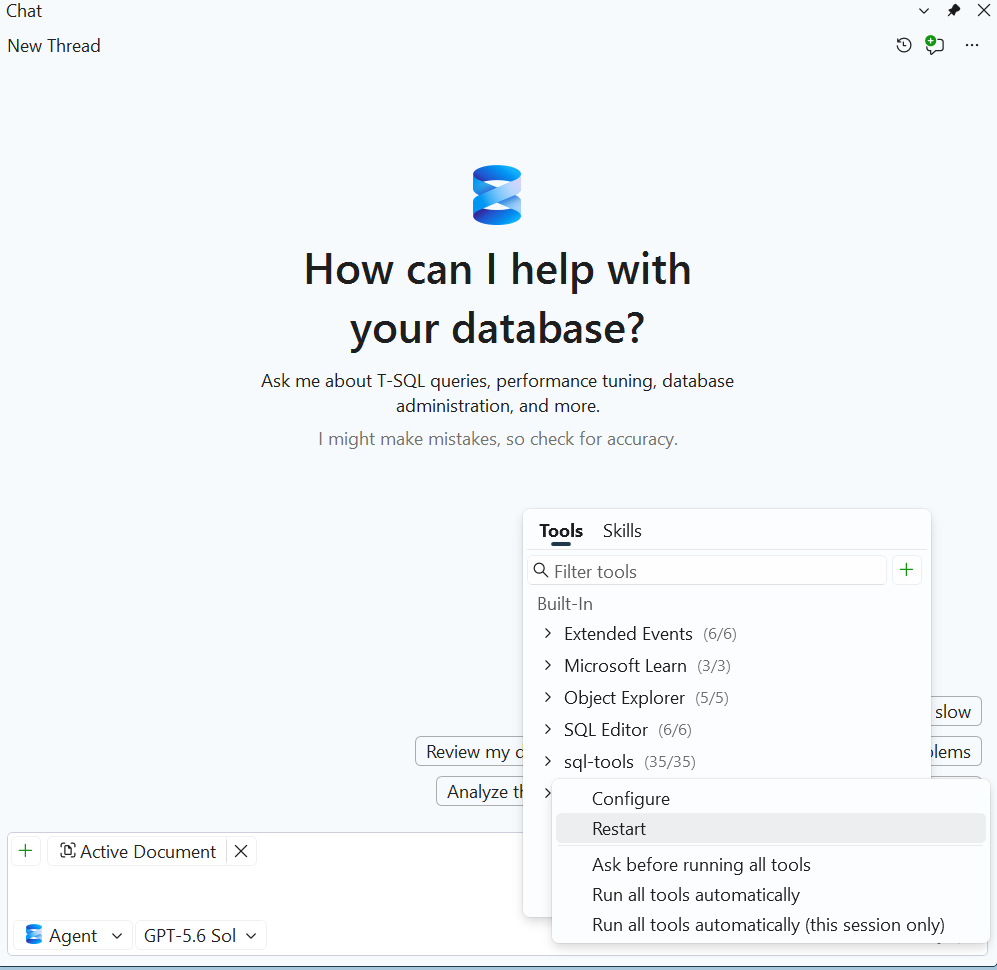 Chat
New Thread
How can I help with
your database?
Ask me about T-SQL queries, performance tuning, database
administration, and more.
I might make mistakes, so check for accuracy.
Tools Skills
Filter tools
Built-In
Extended Events (6/6)
Microsoft Learn (3/3)
Object Explorer (5/5)
SQL Editor (6/6)
sql-tools (35/35)
slow
Review my
Analyze
Configure
Restart
Ask before running all tools
Run all tools automatically
Run all tools automatically (this session only)
Active Document
Agent GPT-5.6 Sol